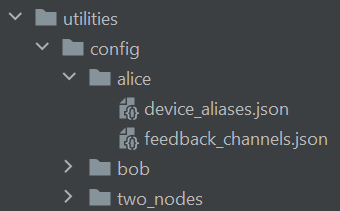 utilities
config
alice
device_aliases.json
feedback_channels.json
bob
two_nodes